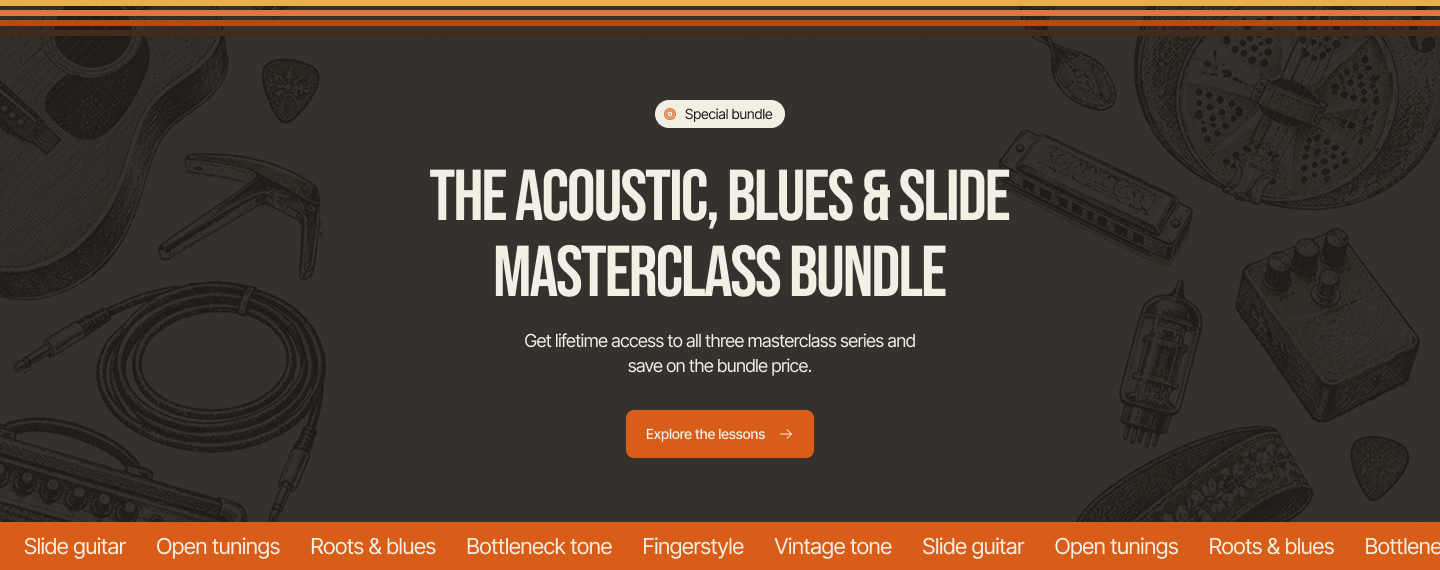 Special bundle
THE ACOUSTIC, BLUES & SLIDE
MASTERCLASS BUNDLE
Get lifetime access to all three masterclass series and
save on the bundle price.
Explore the lessons
Slide guitar Open tunings Roots & blues Bottleneck tone Fingerstyle Vintage tone Slide guitar Open tunings Roots & blues Bottlene